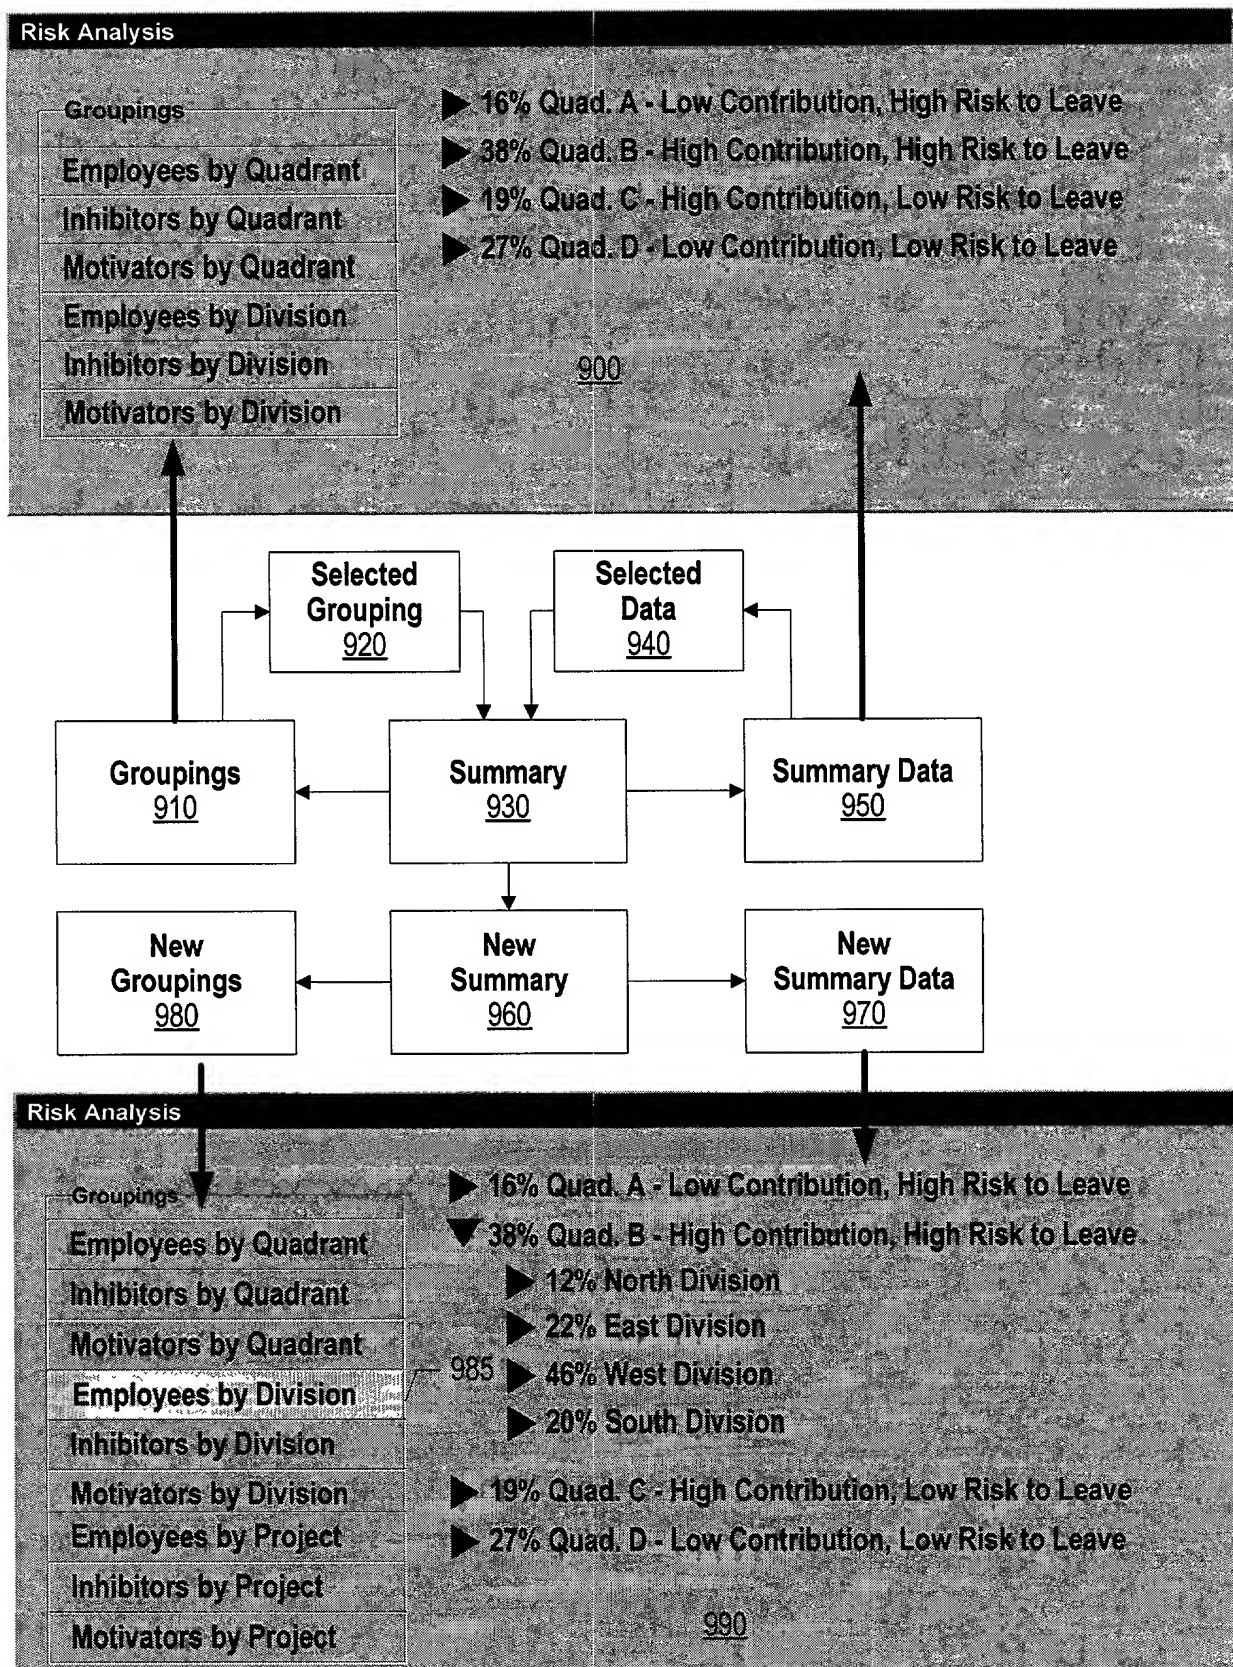 Risk Analysis
Groupings
Employees by Quadrant
Inhibitors by Quadrant
Motivators by Quadrant
Employees by Division
Inhibitors by Division
Motivators by Division
16% Quad. A - Low Contribution, High Risk to Leave
38% Quad. B - High Contribution, High Risk to Leave
19% Quad. C - High Contribution, Low Risk to Leave
27% Quad. D - Low Contribution, Low Risk to Leave
900
Selected
Grouping
920
Selected
Data
940
Groupings
910
Summary
930
Summary Data
950
New
Groupings
980
New
Summary
960
New
Summary Data
970
Risk Analysis
Groupings
Employees by Quadrant
Inhibitors by Quadrant
Motivators by Quadrant
Employees by Division
Inhibitors by Division
Motivators by Division
Employees by Project
Inhibitors by Project
Motivators by Project
985
16% Quad. A - Low Contribution, High Risk to Leave
38% Quad. B - High Contribution, High Risk to Leave
12% North Division
22% East Division
46% West Division
20% South Division
19% Quad. C - High Contribution, Low Risk to Leave
27% Quad. D - Low Contribution, Low Risk to Leave
990